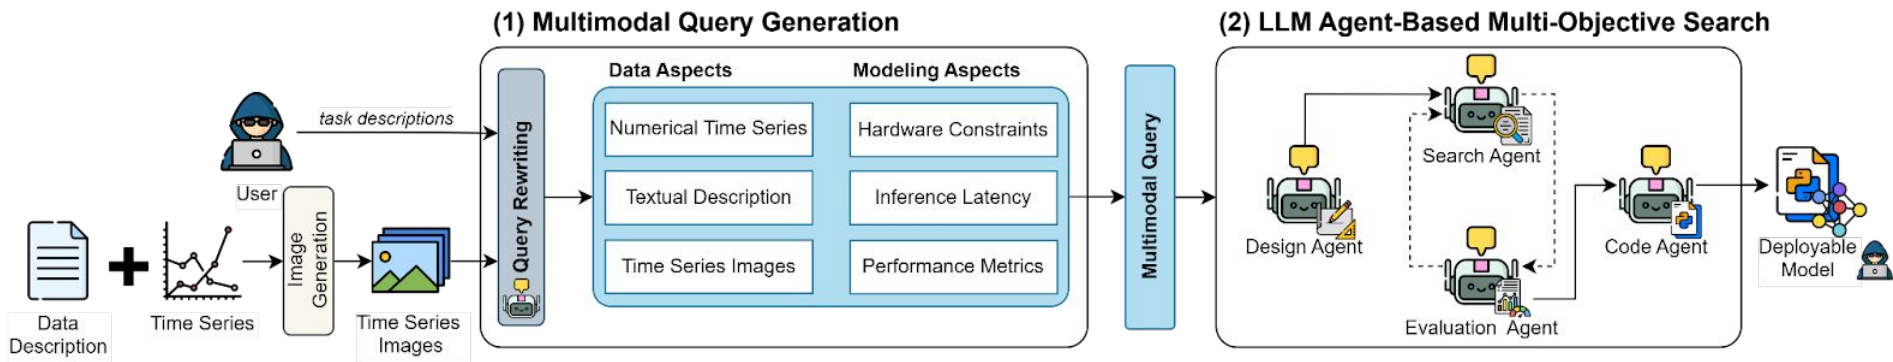 (1) Multimodal Query Generation
(2) LLM Agent-Based Multi-Objective Search
Data Description
Time Series
Image Generation
Time Series
Images
User
task descriptions
Query Rewriting
Data Aspects
Numerical Time Series
Textual Description
Time Series Images
Modeling Aspects
Hardware Constraints
Inference Latency
Performance Metrics
Multimodal Query
Design Agent
Search Agent
Evaluation Agent
Code Agent
Deployable
Model